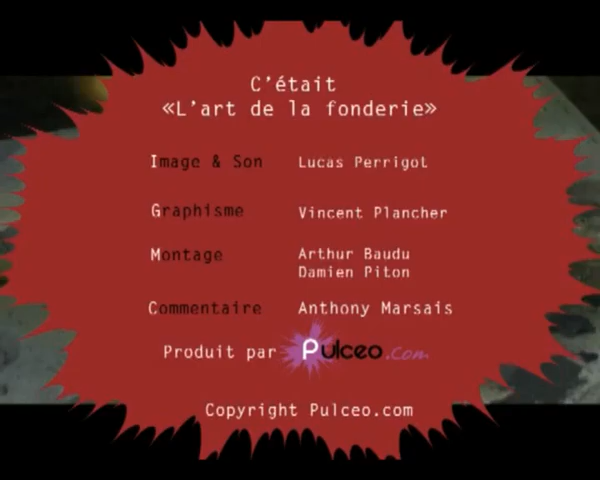 C'était
«L'art de la fonderie»
Image & Son Lucas Perrigot
Graphisme Vincent Plancher
Montage Arthur Baudu
Damien Piton
Commentaire Anthony Marsais
Produit par Pulceo.com
Copyright Pulceo.com